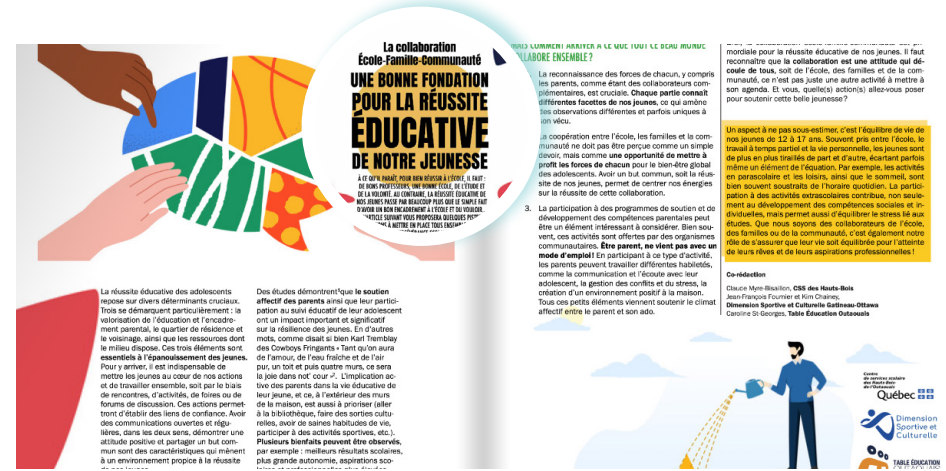 La collaboration
École-Famille-Communauté
UNE BONNE FONDATION
POUR LA RÉUSSITE
ÉDUCATIVE
DE NOTRE JEUNESSE
À CE QU'IL PARAÎT, POUR BIEN RÉUSSIR À L'ÉCOLE, IL FAUT :
DE BONS PROFESSEURS, UNE BONNE ÉCOLE, DE L'ÉTUDE ET
DE LA VOLONTÉ. AU CONTRAIRE, LA RÉUSSITE ÉDUCATIVE DE
NOS JEUNES PASSE PAR BEAUCOUP PLUS QUE LE SIMPLE FAIT
D'AVOIR UN BON ENCADREMENT À L'ÉCOLE ET DU VOULOIR.
ARTICLE SUIVANT VOUS PROPOSERA QUELQUES
À METTRE EN PLACE TOUS
La réussite éducative des adolescents
repose sur divers déterminants cruciaux.
Trois se démarquent particulièrement : la
valorisation de l'éducation et l'encadre-
ment parental, le quartier de résidence et
le voisinage, ainsi que les ressources dont
le milieu dispose. Ces trois éléments sont
essentiels à l'épanouissement des jeunes.
Pour y arriver, il est indispensable de
mettre les jeunes au cœur de nos actions
et de travailler ensemble, soit par le biais
de rencontres, d'activités, de foires ou de
forums de discussion. Ces actions permet-
tront d'établir des liens de confiance. Avoir
des communications ouvertes et régu-
lières, dans les deux sens, démontrer une
attitude positive et partager un but com-
mun sont des caractéristiques qui mènent
à un environnement propice à la réussite
de nos jeunes.
Des études démontrent¹que le soutien
affectif des parents ainsi que leur partici-
pation au suivi éducatif de leur adolescent
ont un impact important et significatif
sur la résilience des jeunes. En d'autres
mots, comme disait si bien Karl Tremblay
des Cowboys Fringants « Tant qu'on aura
de l'amour, de l'eau fraîche et de l'air
pur, un toit et puis quatre murs, ce sera
la joie dans not' cour »². L'implication ac-
tive des parents dans la vie éducative de
leur jeune, et ce, à l'extérieur des murs
de la maison, est aussi à prioriser (aller
à la bibliothèque, faire des sorties cultu-
relles, avoir de saines habitudes de vie,
participer à des activités sportives, etc.).
Plusieurs bienfaits peuvent être observés,
par exemple : meilleurs résultats scolaires,
plus grande autonomie, aspirations sco-
laires et professionnelles plus élevées
MAIS COMMENT ARRIVER À CE QUE TOUT CE BEAU MONDE
COLLABORE ENSEMBLE ?
La reconnaissance des forces de chacun, y compris
les parents, comme étant des collaborateurs com-
plémentaires, est cruciale. Chaque partie connaît
différentes facettes de nos jeunes, ce qui amène
des observations différentes et parfois uniques à
son vécu.
La coopération entre l'école, les familles et la com-
munauté ne doit pas être perçue comme un simple
devoir, mais comme une opportunité de mettre à
profit les forces de chacun pour le bien-être global
des adolescents. Avoir un but commun, soit la réus-
site de nos jeunes, permet de centrer nos énergies
sur la réussite de cette collaboration.
3. La participation à des programmes de soutien et de
développement des compétences parentales peut
être un élément intéressant à considérer. Bien sou-
vent, ces activités sont offertes par des organismes
communautaires. Être parent, ne vient pas avec un
mode d'emploi! En participant à ce type d'activité,
les parents peuvent travailler différentes habiletés,
comme la communication et l'écoute avec leur
adolescent, la gestion des conflits et du stress, la
création d'un environnement positif à la maison.
Tous ces petits éléments viennent soutenir le climat
affectif entre le parent et son ado.
mordiale pour la réussite éducative de nos jeunes. Il faut
reconnaître que la collaboration est une attitude qui dé-
coule de tous, soit de l'école, des familles et de la com-
munauté, ce n'est pas juste une autre activité à mettre à
son agenda. Et vous, quelle(s) action(s) allez-vous poser
pour soutenir cette belle jeunesse?
Un aspect à ne pas sous-estimer, c'est l'équilibre de vie de
nos jeunes de 12 à 17 ans. Souvent pris entre l'école, le
travail à temps partiel et la vie personnelle, les jeunes sont
de plus en plus tiraillés de part et d'autre, écartant parfois
même un élément de l'équation. Par exemple, les activités
en parascolaire et les loisirs, ainsi que le sommeil, sont
bien souvent soustraits de l'horaire quotidien. La partici-
pation à des activités extrascolaires contribue, non seule-
ment au développement des compétences sociales et in-
dividuelles, mais permet aussi d'équilibrer le stress lié aux
études. Que nous soyons des collaborateurs de l'école,
des familles ou de la communauté, c'est également notre
rôle de s'assurer que leur vie soit équilibrée pour l'atteinte
de leurs rêves et de leurs aspirations professionnelles !
Co-rédaction
Claude Myre-Bisaillon, CSS des Hauts-Bois
Jean-François Fournier et Kim Chainey,
Dimension Sportive et Culturelle Gatineau-Ottawa
Caroline St-Georges, Table Éducation Outaouais
Centre
de services scolaire
des Hauts-Bois-
de-l'Outaouais
Québec
Dimension
Sportive et
Culturelle
TABLE ÉDUCATION
OUTAOUAIS